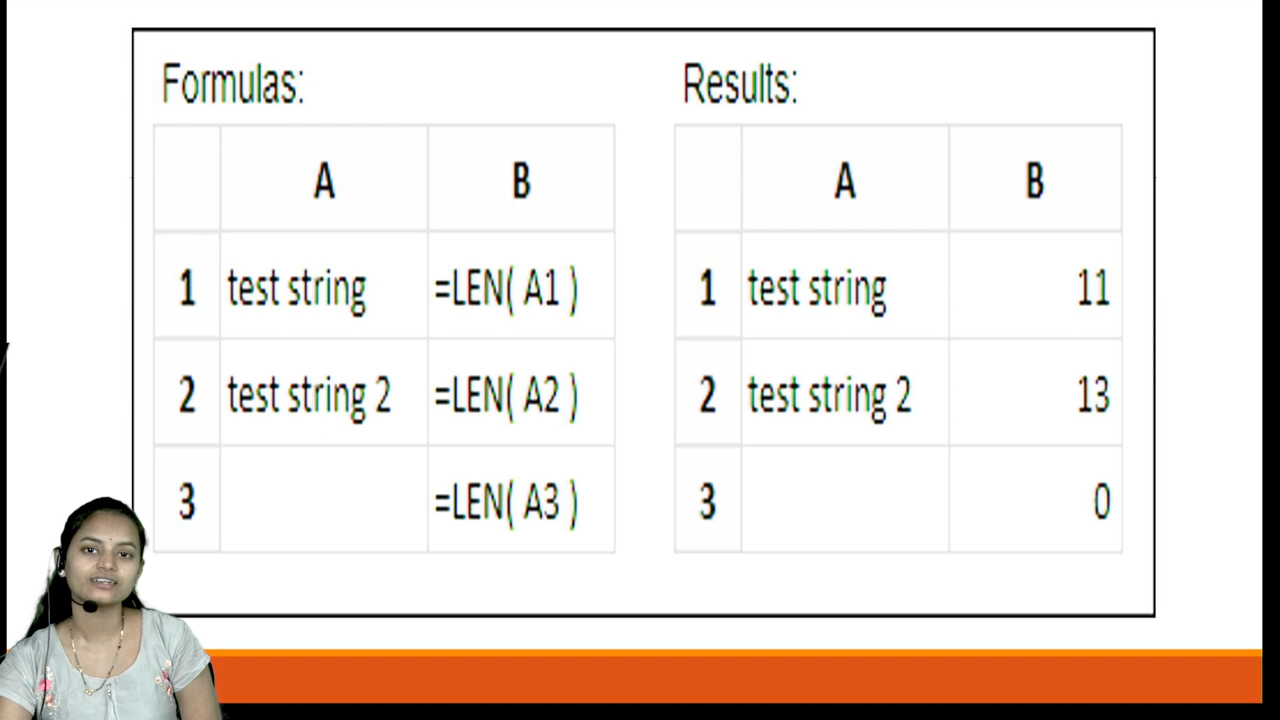 Formulas:
A B
1 test string =LEN( A1 )
2 test string 2 =LEN( A2 )
3 =LEN( A3 )
Results:
A B
1 test string 11
2 test string 2 13
3 0